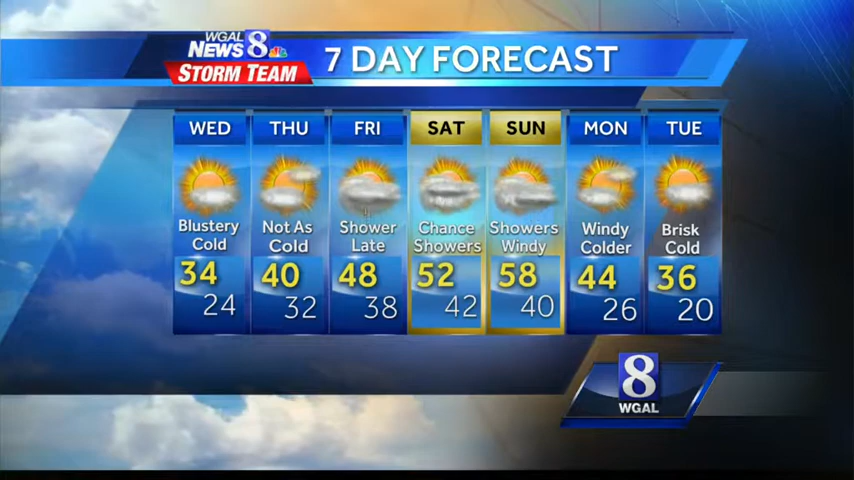 WGAL
NEWS 8
STORM TEAM
7 DAY FORECAST
WED THU FRI SAT SUN MON TUE
Blustery Cold
Not As Cold
Shower Late
Chance Showers
Showers Windy
Windy Colder
Brisk Cold
34 40 48 52 58 44 36
24 32 38 42 40 26 20
8
WGAL